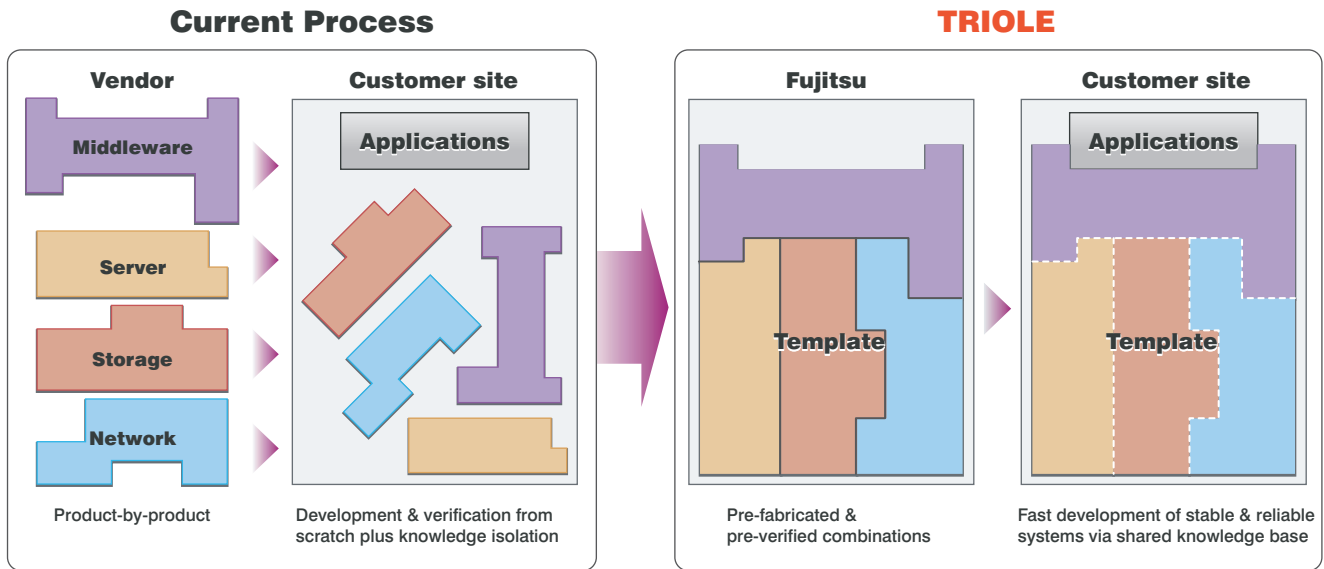 Current Process
TRIOLE
Vendor
Customer site
Middleware
Server
Storage
Network
Applications
Product-by-product
Development & verification from
scratch plus knowledge isolation
Fujitsu
Customer site
Template
Applications
Template
Pre-fabricated &
pre-verified combinations
Fast development of stable & reliable
systems via shared knowledge base